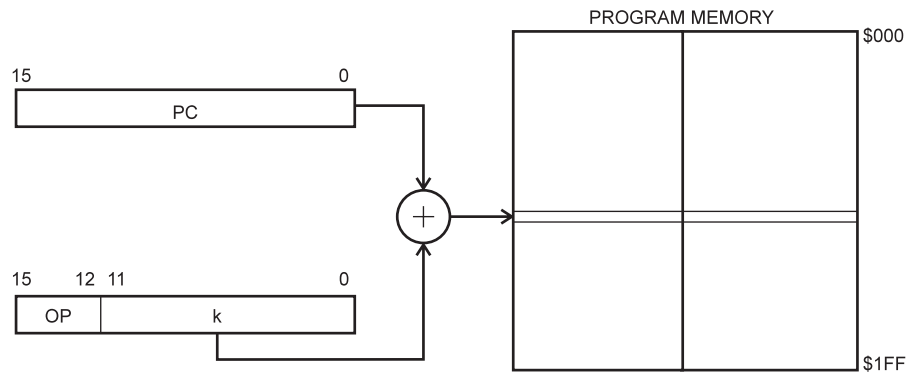 PROGRAM MEMORY
$000
15 0
PC
+
15 12 11 0
OP k
$1FF